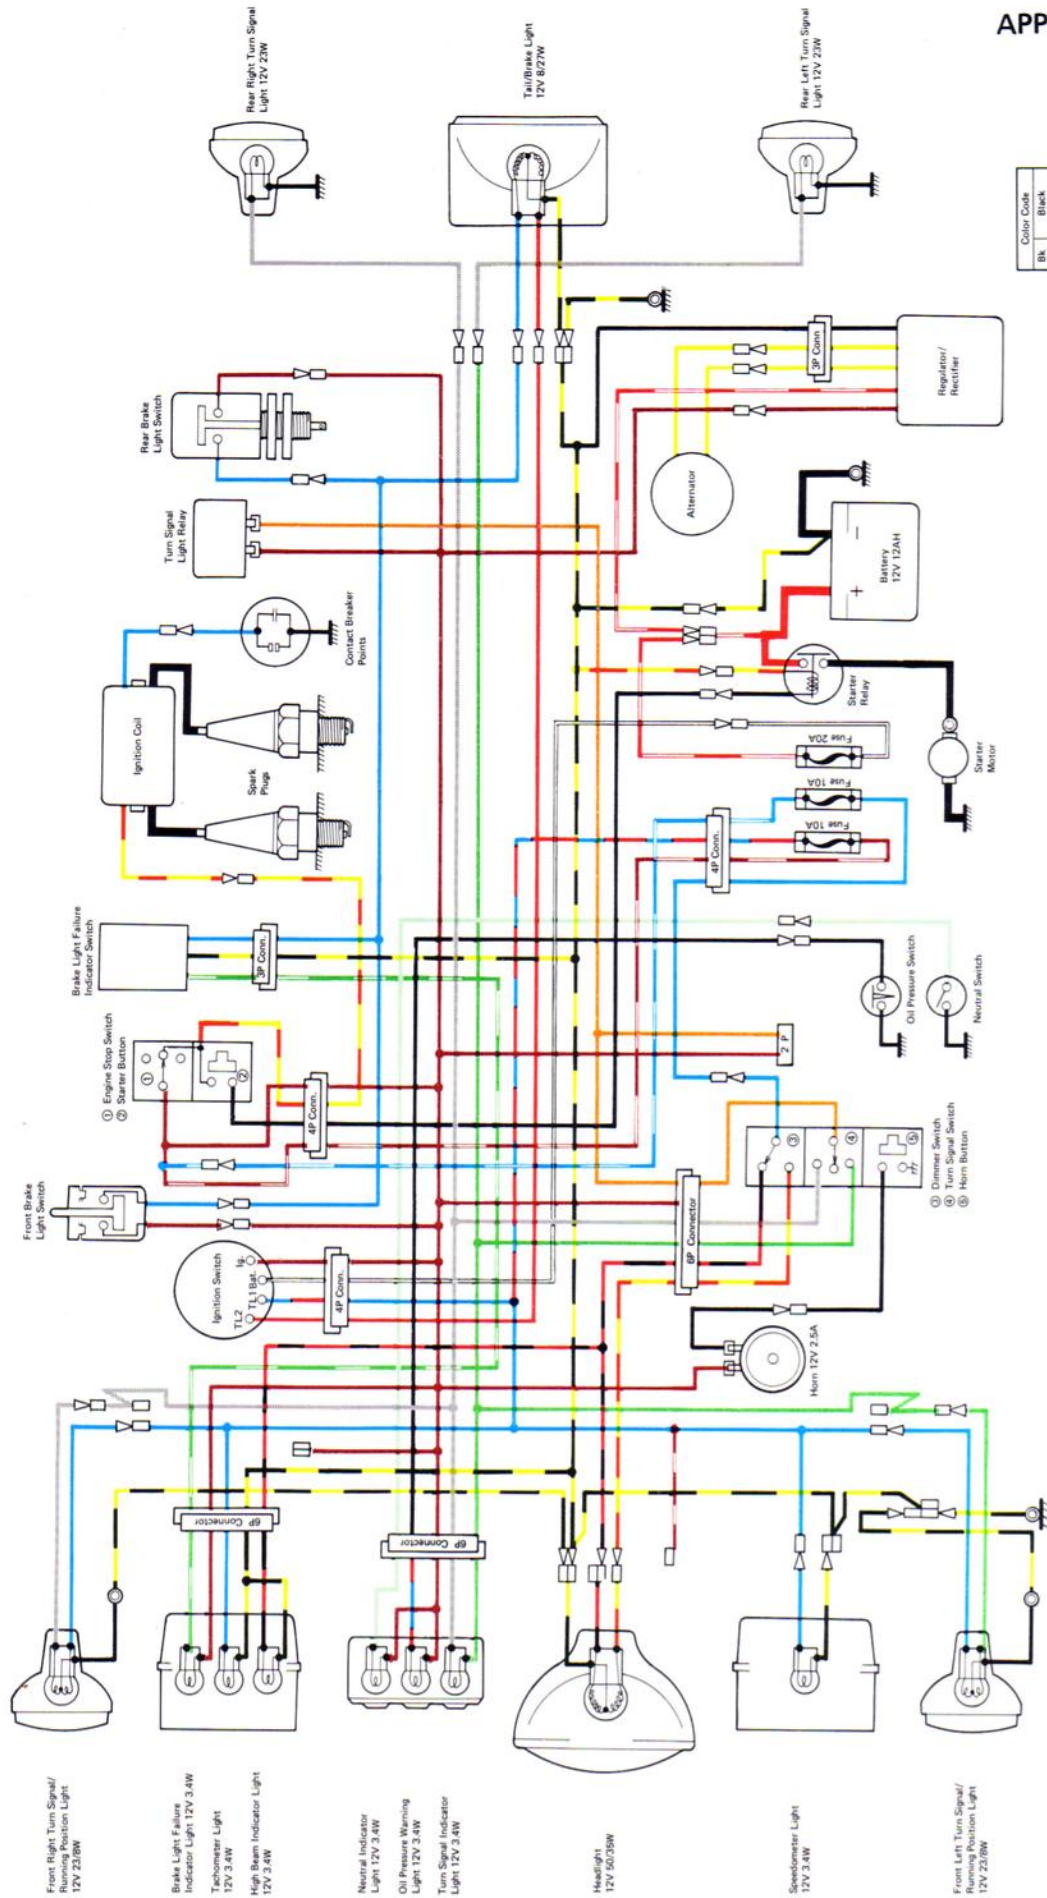 APP
Color Code
Bk Black
Rear Right Turn Signal
Light 12V 23W
Tail/Brake Light
12V 8/27W
Rear Left Turn Signal
Light 12V 23W
Rear Brake
Light Switch
Turn Signal
Light Relay
Contact Breaker
Points
Ignition Coil
Spark
Plugs
Brake Light Failure
Indicator Switch
3P Conn.
① Engine Stop Switch
② Starter Button
①
②
4P Conn.
Front Brake
Light Switch
Ignition Switch
Ig.
Bat.
TL1
TL2
4P Conn.
3P Conn
Regulator/
Rectifier
Alternator
Battery
12V 12AH
+
−
Starter
Relay
Starter
Motor
Fuse 20A
Fuse 10A
Fuse 10A
4P Conn.
Oil Pressure Switch
Neutral Switch
2 P
③
④
⑤
③ Dimmer Switch
④ Turn Signal Switch
⑤ Horn Button
6P Connector
Horn 12V 2.5A
6P Connector
6P Connector
Front Right Turn Signal/
Running Position Light
12V 23/8W
Brake Light Failure
Indicator Light 12V 3.4W
Tachometer Light
12V 3.4W
High Beam Indicator Light
12V 3.4W
Neutral Indicator
Light 12V 3.4W
Oil Pressure Warning
Light 12V 3.4W
Turn Signal Indicator
Light 12V 3.4W
Headlight
12V 50/35W
Speedometer Light
12V 3.4W
Front Left Turn Signal/
Running Position Light
12V 23/8W